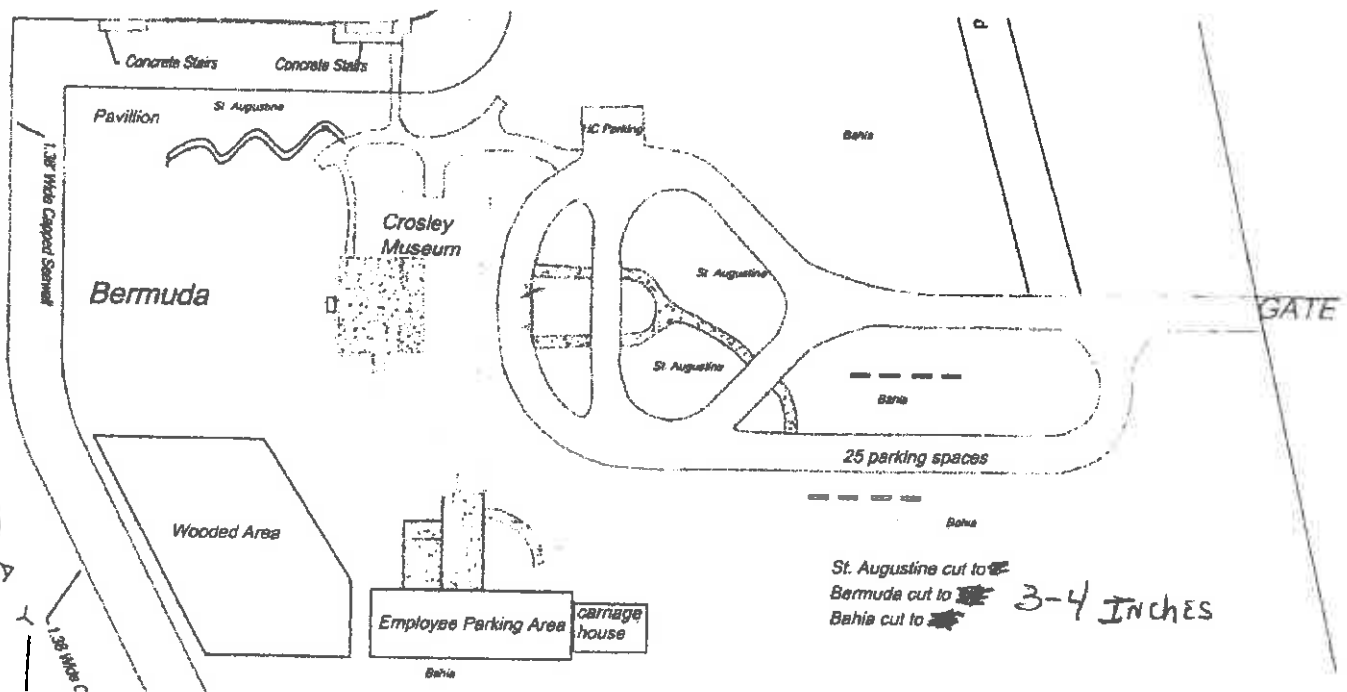 Concrete Stairs
Concrete Stairs
Pavillion
St. Augustine
HC Parking
Bahia
1.38' Wide Capped Seawall
Crosley
Museum
Bermuda
St. Augustine
GATE
St. Augustine
Bahia
25 parking spaces
Bahia
Wooded Area
St. Augustine cut to
Bermuda cut to
Bahia cut to
3-4 INCHES
Employee Parking Area
carriage
house
1.38 Wide C
Bahia
A
Y